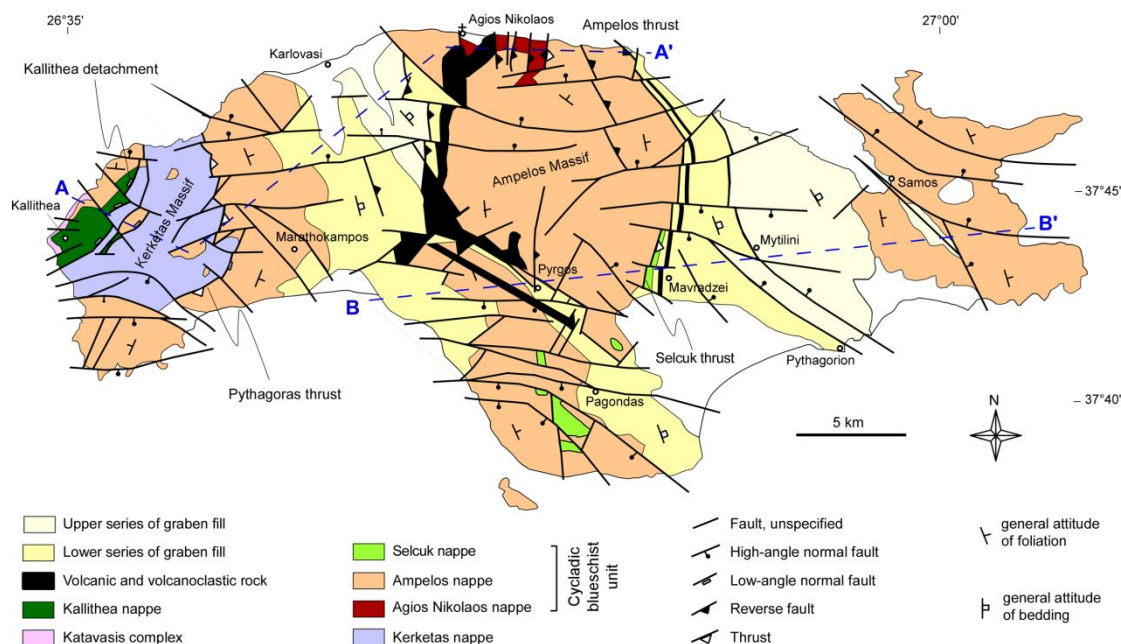 26°35'
Agios Nikolaos
Ampelos thrust
27°00'
Karlovasi
A'
Kallithea detachment
Ampelos Massif
A
Samos
37°45'
Kallithea
Kerketas Massif
B'
Marathokampos
Mytilini
Pyrgos
Mavradzei
B
Selcuk thrust
Pythagorion
Pythagoras thrust
Pagondas
37°40'
N
5 km
Upper series of graben fill
Lower series of graben fill
Volcanic and volcanoclastic rock
Kallithea nappe
Katavasis complex
Selcuk nappe
Ampelos nappe
Agios Nikolaos nappe
Kerketas nappe
Cycladic
blueschist
unit
Fault, unspecified
High-angle normal fault
Low-angle normal fault
Reverse fault
Thrust
general attitude
of foliation
general attitude
of bedding